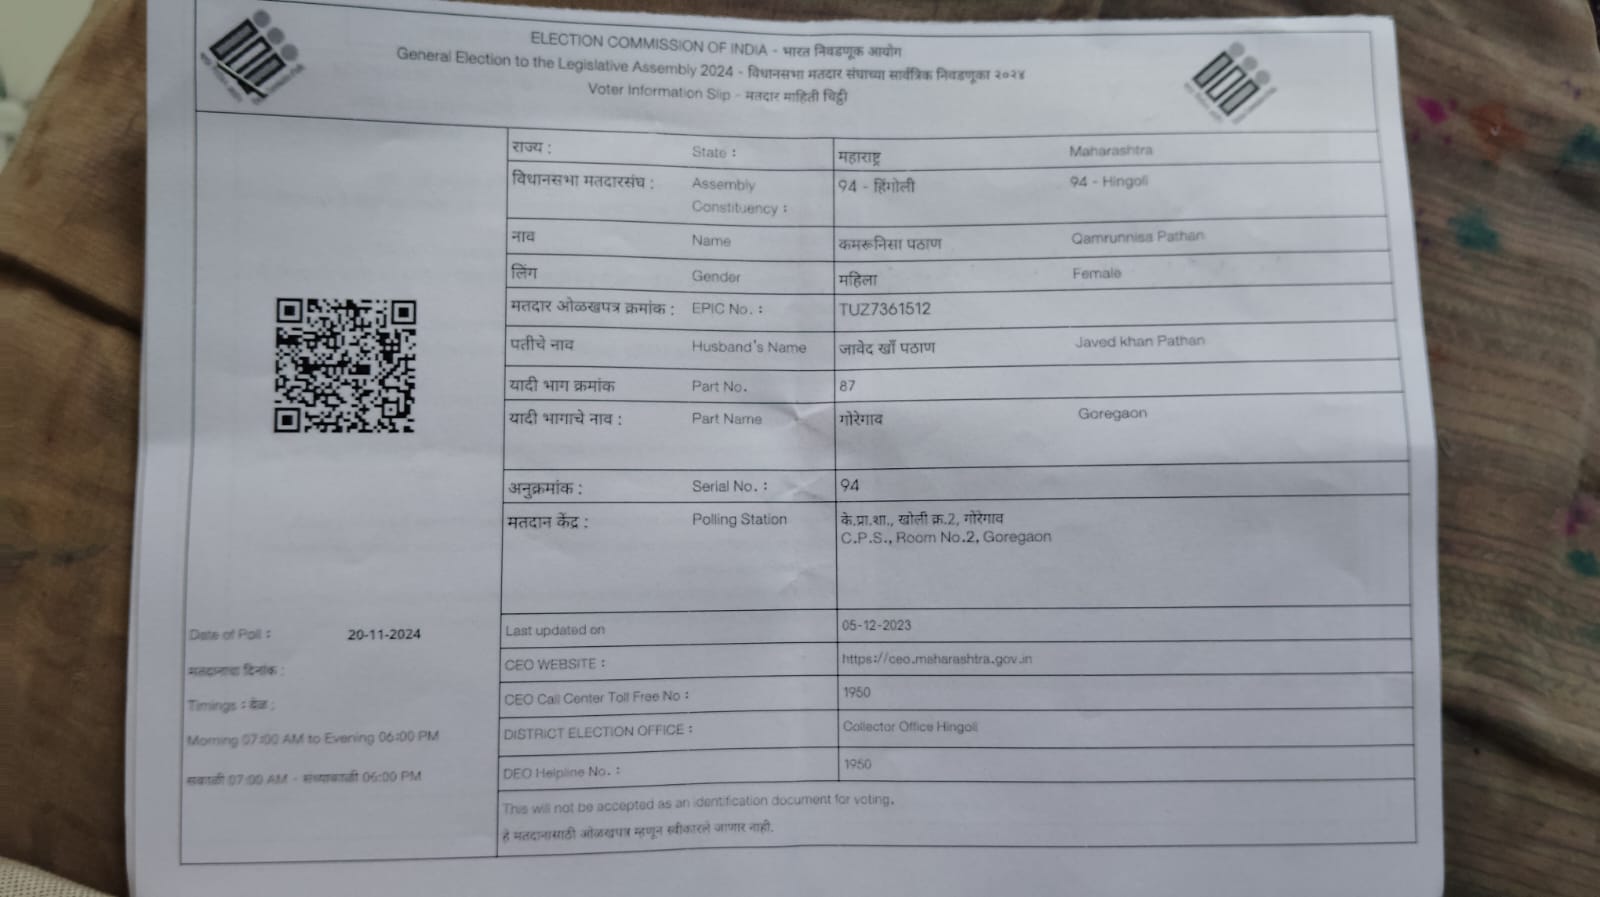 ELECTION COMMISSION OF INDIA - भारत निवडणूक आयोग
General Election to the Legislative Assembly 2024 - विधानसभा मतदार संघाच्या सार्वत्रिक निवडणूका २०२४
Voter Information Slip - मतदार माहिती चिठ्ठी
राज्य : State : महाराष्ट्र Maharashtra
विधानसभा मतदारसंघ : Assembly 94 - हिंगोली 94 - Hingoli
Constituency :
नाव Name कमरूनिसा पठाण Qamrunnisa Pathan
लिंग Gender महिला Female
मतदार ओळखपत्र क्रमांक : EPIC No. : TUZ7361512
पतीचे नाव Husband's Name जावेद खाँ पठाण Javed khan Pathan
यादी भाग क्रमांक Part No. 87
यादी भागाचे नाव : Part Name गोरेगाव Goregaon
अनुक्रमांक : Serial No. : 94
मतदान केंद्र : Polling Station के.प्रा.शा., खोली क्र.2, गोरेगाव
C.P.S., Room No.2, Goregaon
Date of Poll : 20-11-2024
मतदानाचा दिनांक :
Timings : वेळ :
Morning 07:00 AM to Evening 06:00 PM
सकाळी 07:00 AM - संध्याकाळी 06:00 PM
Last updated on 05-12-2023
CEO WEBSITE : https://ceo.maharashtra.gov.in
CEO Call Center Toll Free No : 1950
DISTRICT ELECTION OFFICE : Collector Office Hingoli
DEO Helpline No. : 1950
This will not be accepted as an identification document for voting.
हे मतदानासाठी ओळखपत्र म्हणून स्वीकारले जाणार नाही.